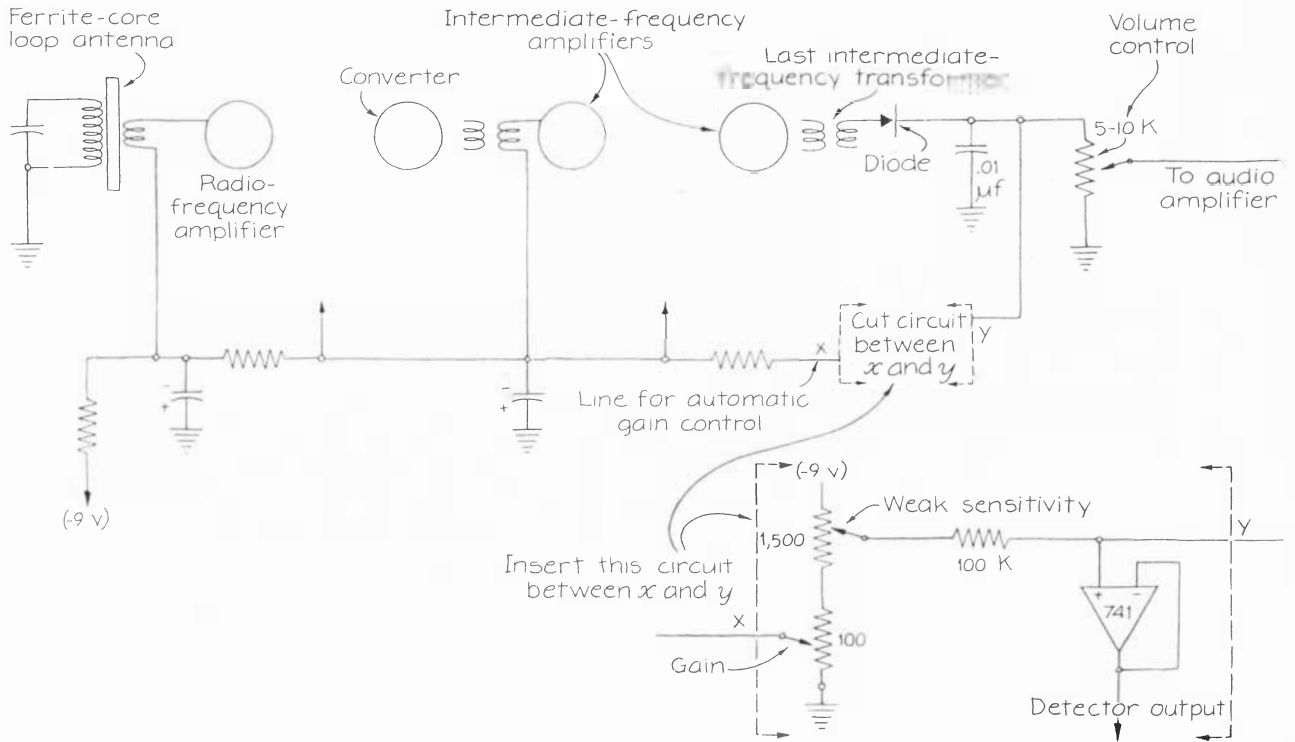 Ferrite-core
loop antenna
Intermediate-frequency
amplifiers
Volume
control
Converter
Last intermediate-
frequency transformer
5-10 K
Diode
.01
μf
To audio
amplifier
Radio-
frequency
amplifier
Cut circuit
between
x and y
y
x
-
+
-
+
Line for automatic
gain control
(-9 v)
(-9 v)
Weak sensitivity
1,500
y
100 K
Insert this circuit
between x and y
+ -
741
x
100
Gain
Detector output